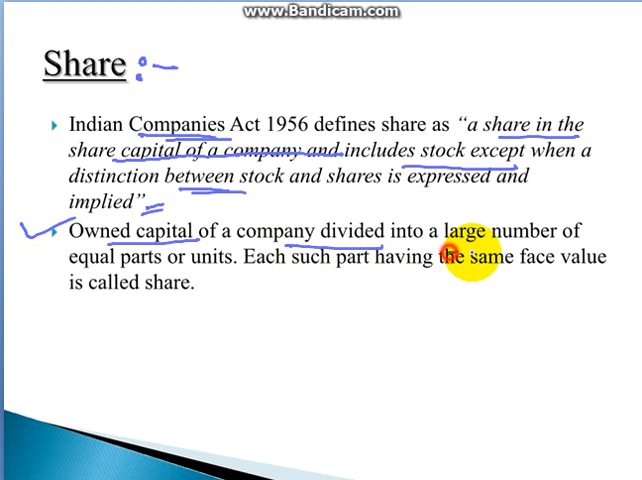 www.Bandicam.com
Share :-
Indian Companies Act 1956 defines share as “a share in the
share capital of a company and includes stock except when a
distinction between stock and shares is expressed and
implied”
Owned capital of a company divided into a large number of
equal parts or units. Each such part having the same face value
is called share.